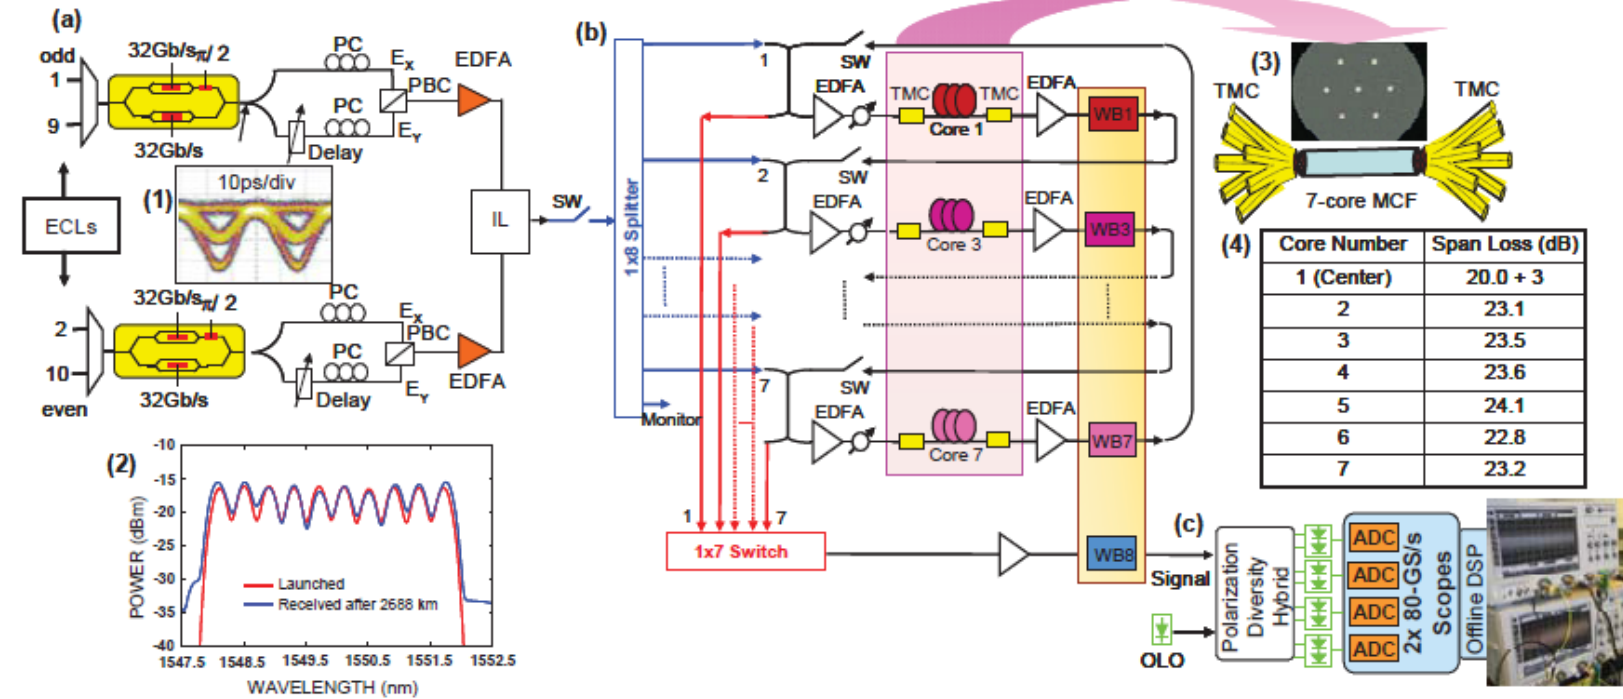 (a)
odd
1
9
32Gb/s π/ 2
32Gb/s
PC
PC
Delay
EX
PBC
EY
EDFA
ECLs
(1)
10ps/div
IL
SW
2
10
even
32Gb/s π/ 2
32Gb/s
PC
PC
Delay
EX
PBC
EY
EDFA
(2)
POWER (dBm)
-10
-15
-20
-25
-30
-35
-40
Launched
Received after 2688 km
1547.5 1548.5 1549.5 1550.5 1551.5 1552.5
WAVELENGTH (nm)
(b)
1x8 Splitter
1
SW
EDFA
TMC
TMC
Core 1
EDFA
WB1
2
SW
EDFA
Core 3
EDFA
WB3
7
SW
EDFA
Core 7
EDFA
WB7
Monitor
1
7
1x7 Switch
WB8
(3)
TMC
TMC
7-core MCF
(4)
Core Number Span Loss (dB)
1 (Center) 20.0 + 3
2 23.1
3 23.5
4 23.6
5 24.1
6 22.8
7 23.2
(c)
Signal
OLO
Polarization
Diversity
Hybrid
ADC
ADC
ADC
ADC
2x 80-GS/s
Scopes
Offline DSP